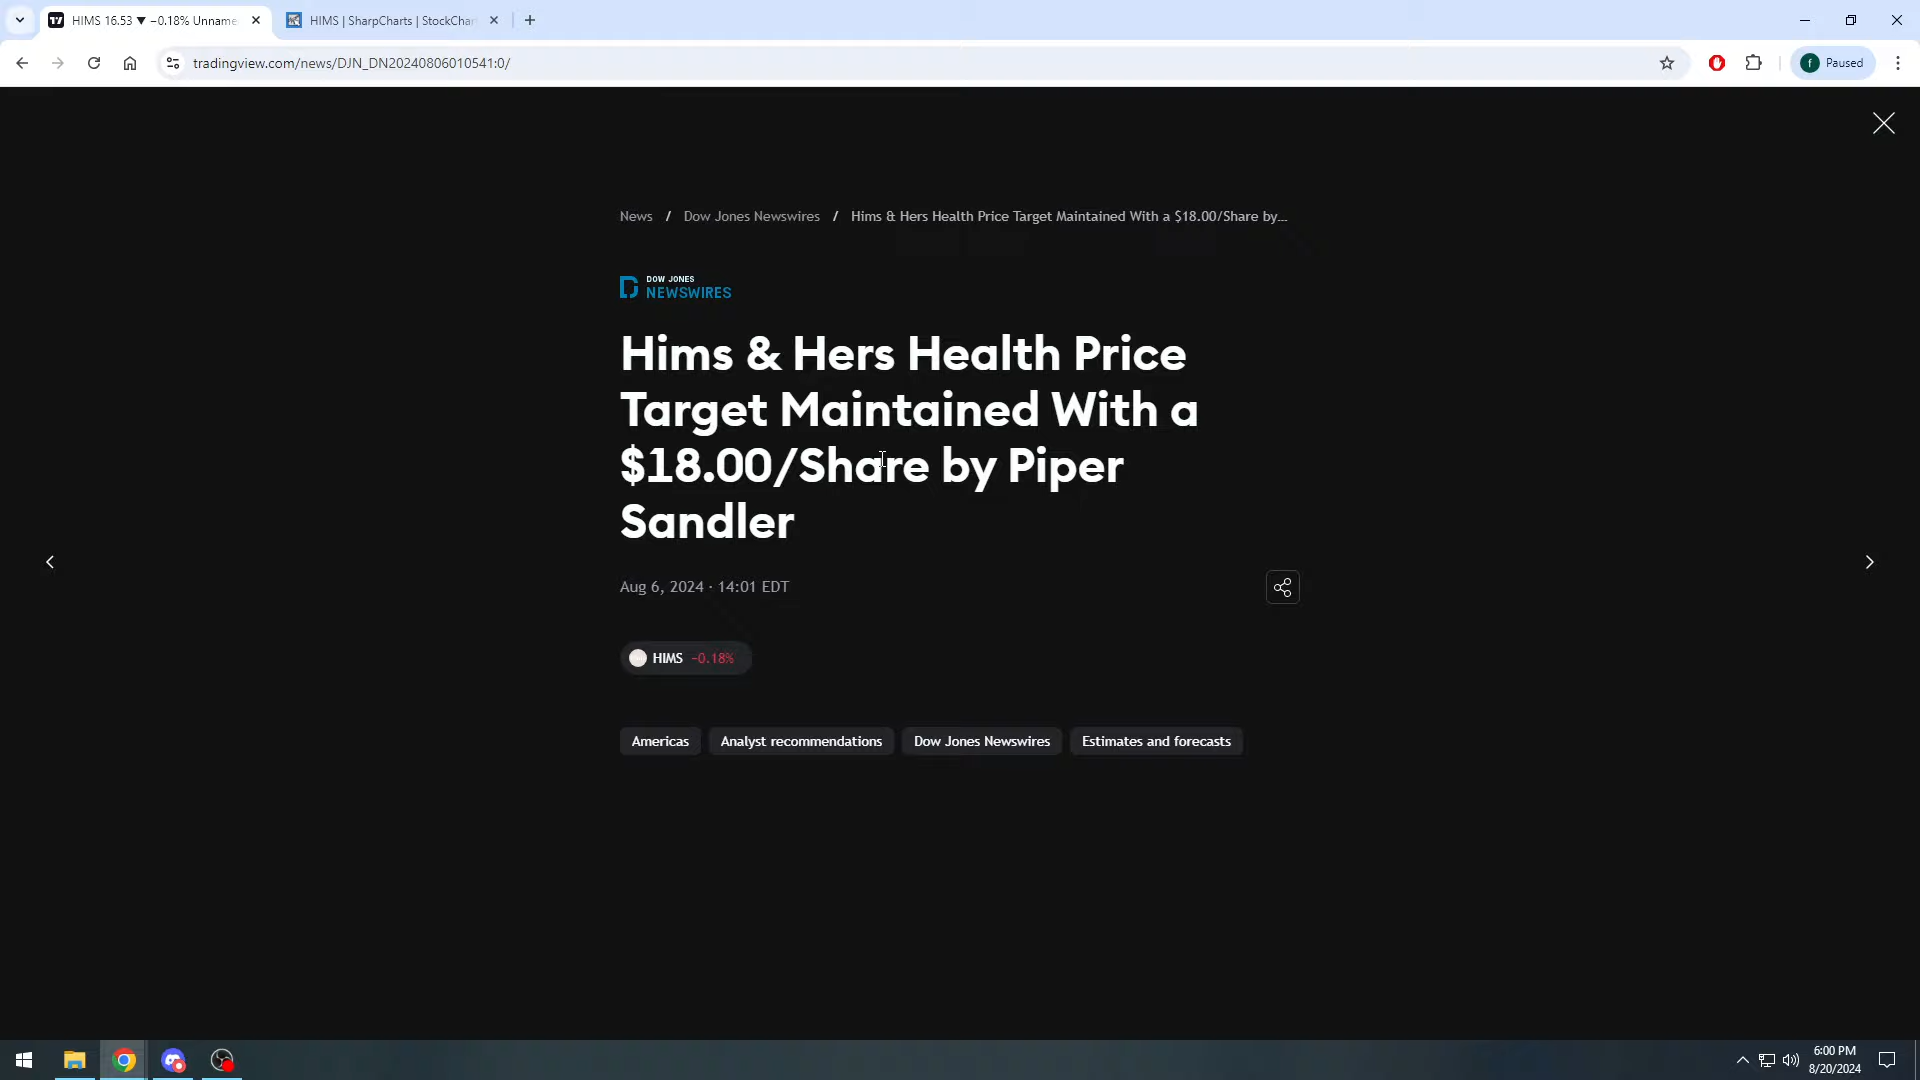 HIMS 16.53 ▼ −0.18% Unname
HIMS | SharpCharts | StockChar
tradingview.com/news/DJN_DN20240806010541:0/
f
Paused
News / Dow Jones Newswires / Hims & Hers Health Price Target Maintained With a $18.00/Share by...
DOW JONES
NEWSWIRES
Hims & Hers Health Price
Target Maintained With a
$18.00/Share by Piper
Sandler
Aug 6, 2024 · 14:01 EDT
HIMS −0.18%
Americas
Analyst recommendations
Dow Jones Newswires
Estimates and forecasts
6:00 PM
8/20/2024